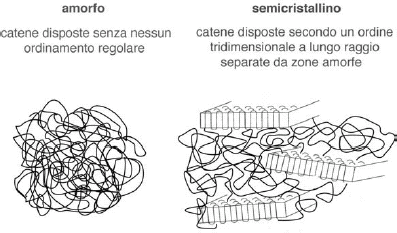 amorfo
catene disposte senza nessun
ordinamento regolare
semicristallino
catene disposte secondo un ordine
tridimensionale a lungo raggio
separate da zone amorfe